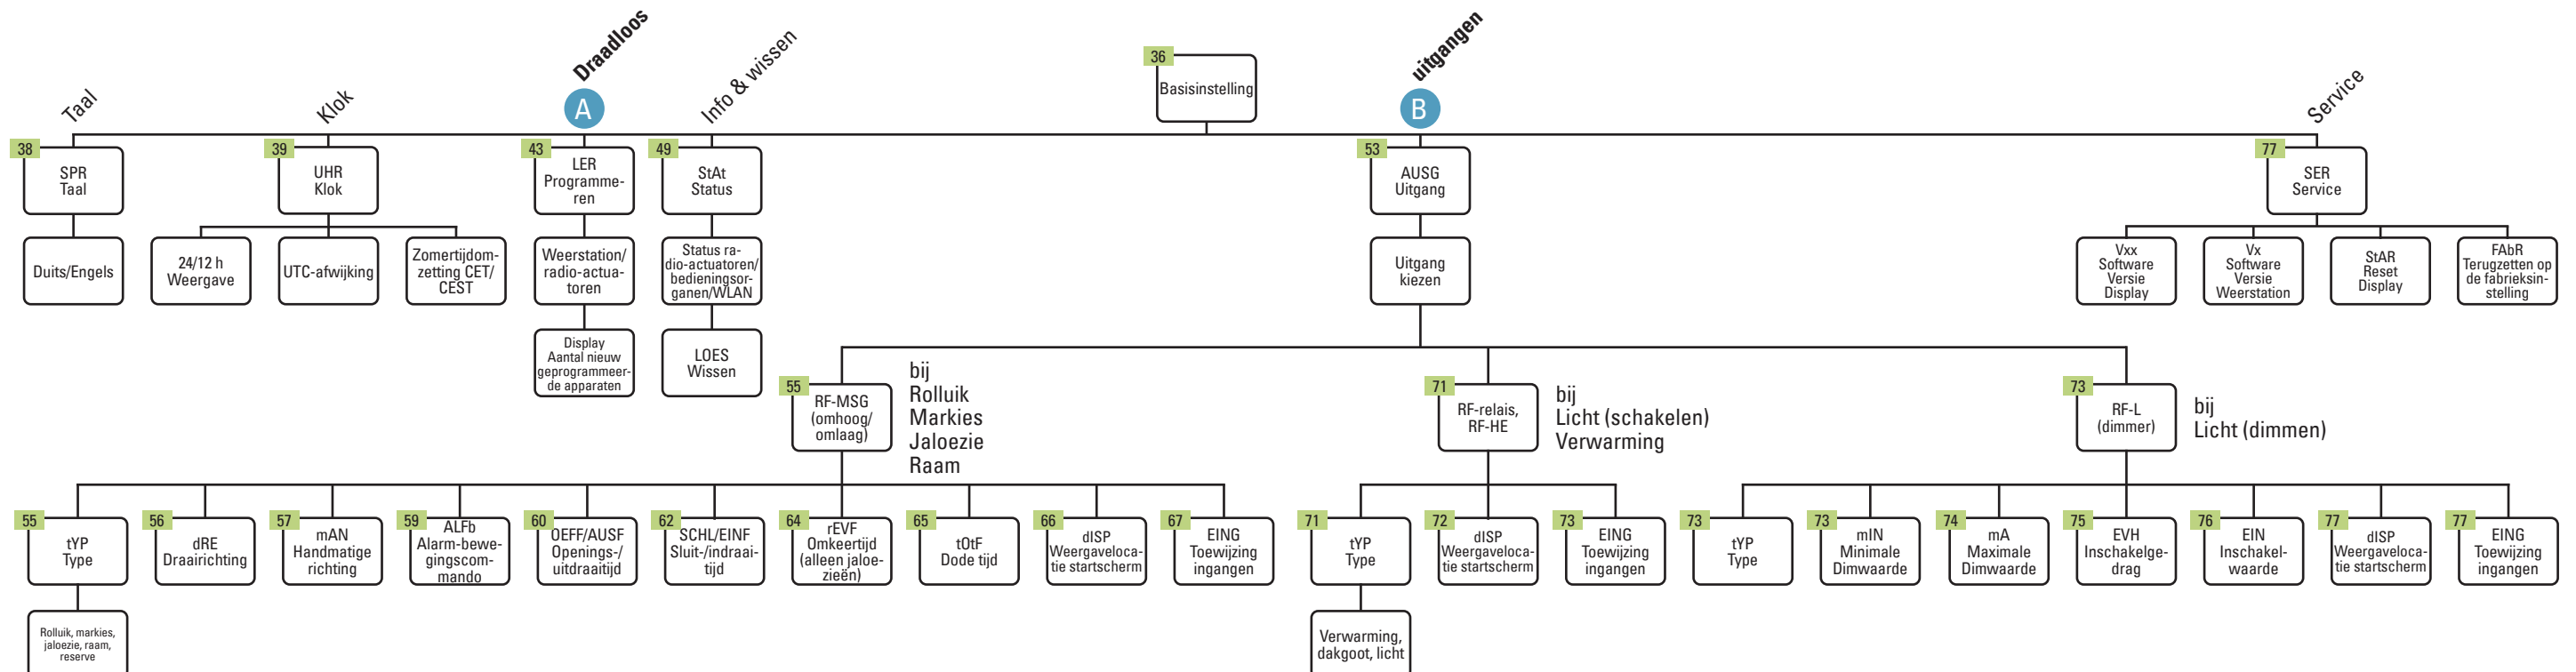 Taal
Klok
Draadloos
A
Info & wissen
36
Basisinstelling
uitgangen
B
Service
38
SPR
Taal
39
UHR
Klok
43
LER
Programme-
ren
49
StAt
Status
53
AUSG
Uitgang
77
SER
Service
Duits/Engels
24/12 h
Weergave
UTC-afwijking
Zomertijdom-
zetting CET/
CEST
Weerstation/
radio-actua-
toren
Status ra-
dio-actuatoren/
bedieningsor-
ganen/WLAN
Uitgang
kiezen
Vxx
Software
Versie
Display
Vx
Software
Versie
Weerstation
StAR
Reset
Display
FAbR
Terugzetten op
de fabrieksin-
stelling
Display
Aantal nieuw
geprogrammeer-
de apparaten
LOES
Wissen
55
RF-MSG
(omhoog/
omlaag)
bij
Rolluik
Markies
Jaloezie
Raam
71
RF-relais,
RF-HE
bij
Licht (schakelen)
Verwarming
73
RF-L
(dimmer)
bij
Licht (dimmen)
55
tYP
Type
56
dRE
Draairichting
57
mAN
Handmatige
richting
59
ALFb
Alarm-bewe-
gingscom-
mando
60
OEFF/AUSF
Openings-/
uitdraaitijd
62
SCHL/EINF
Sluit-/indraai-
tijd
64
rEVF
Omkeertijd
(alleen jaloe-
zieën)
65
tOtF
Dode tijd
66
dISP
Weergaveloca-
tie startscherm
67
EING
Toewijzing
ingangen
71
tYP
Type
72
dISP
Weergaveloca-
tie startscherm
73
EING
Toewijzing
ingangen
73
tYP
Type
73
mIN
Minimale
Dimwaarde
74
mA
Maximale
Dimwaarde
75
EVH
Inschakelge-
drag
76
EIN
Inschakel-
waarde
77
dISP
Weergaveloca-
tie startscherm
77
EING
Toewijzing
ingangen
Rolluik, markies,
jaloezie, raam,
reserve
Verwarming,
dakgoot, licht